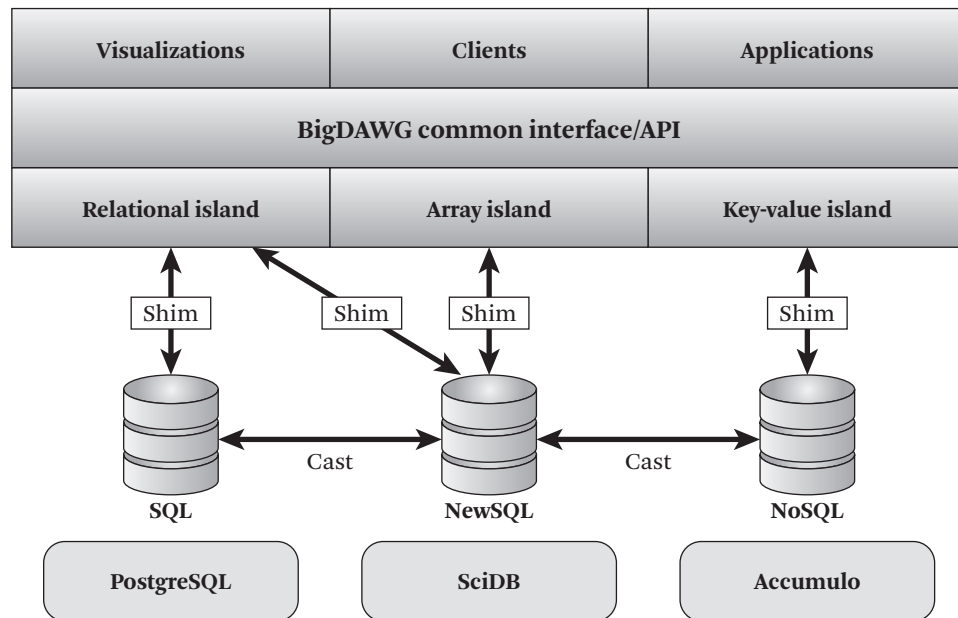 Visualizations
Clients
Applications
BigDAWG common interface/API
Relational island
Array island
Key-value island
Shim
Shim
Shim
Shim
Cast
Cast
SQL
NewSQL
NoSQL
PostgreSQL
SciDB
Accumulo